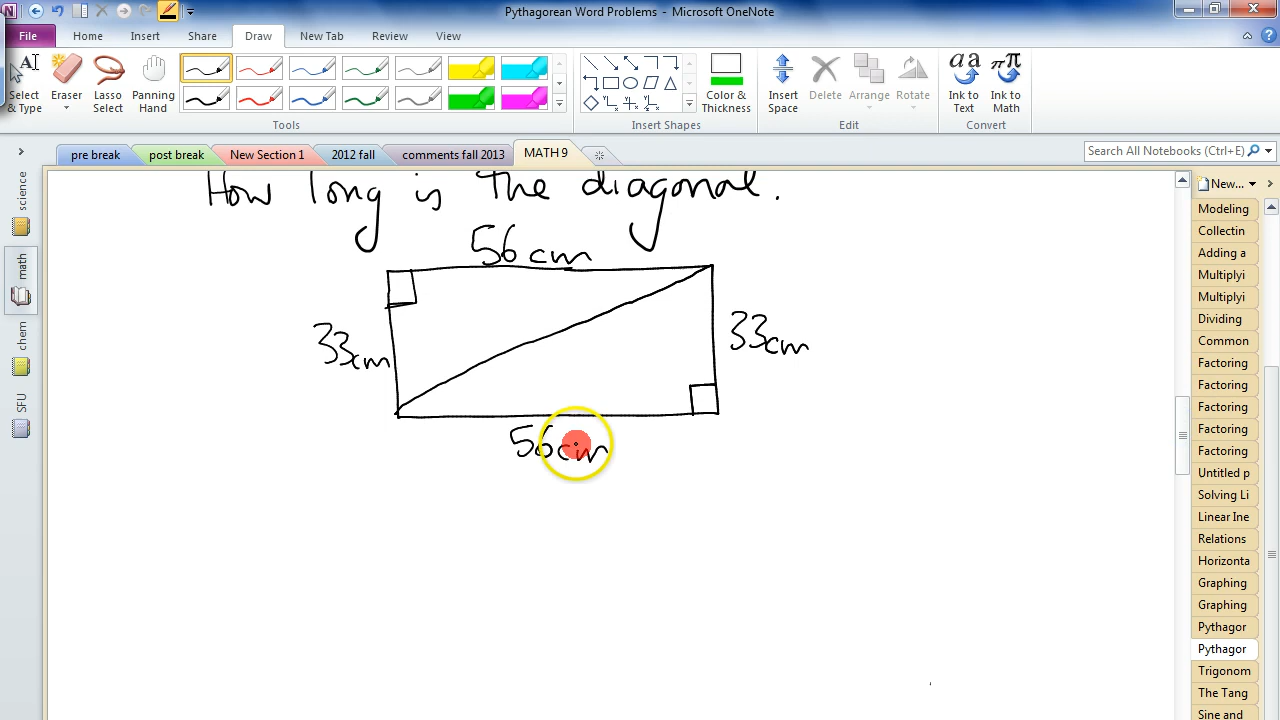 Pythagorean Word Problems - Microsoft OneNote
File Home Insert Share Draw New Tab Review View
Select & Type
Eraser
Lasso Select
Panning Hand
Color & Thickness
Insert Space
Delete
Arrange
Rotate
Ink to Text
Ink to Math
Tools
Insert Shapes
Edit
Convert
pre break post break New Section 1 2012 fall comments fall 2013 MATH 9
Search All Notebooks (Ctrl+E)
science
math
chem
SFU
How long is the diagonal.
56 cm
33cm
33cm
56cm
New...
Modeling
Collectin
Adding a
Multiplyi
Multiplyi
Dividing
Common
Factoring
Factoring
Factoring
Factoring
Factoring
Untitled p
Solving Li
Linear Ine
Relations
Horizonta
Graphing
Graphing
Pythagor
Pythagor
Trigonom
The Tang
Sine and